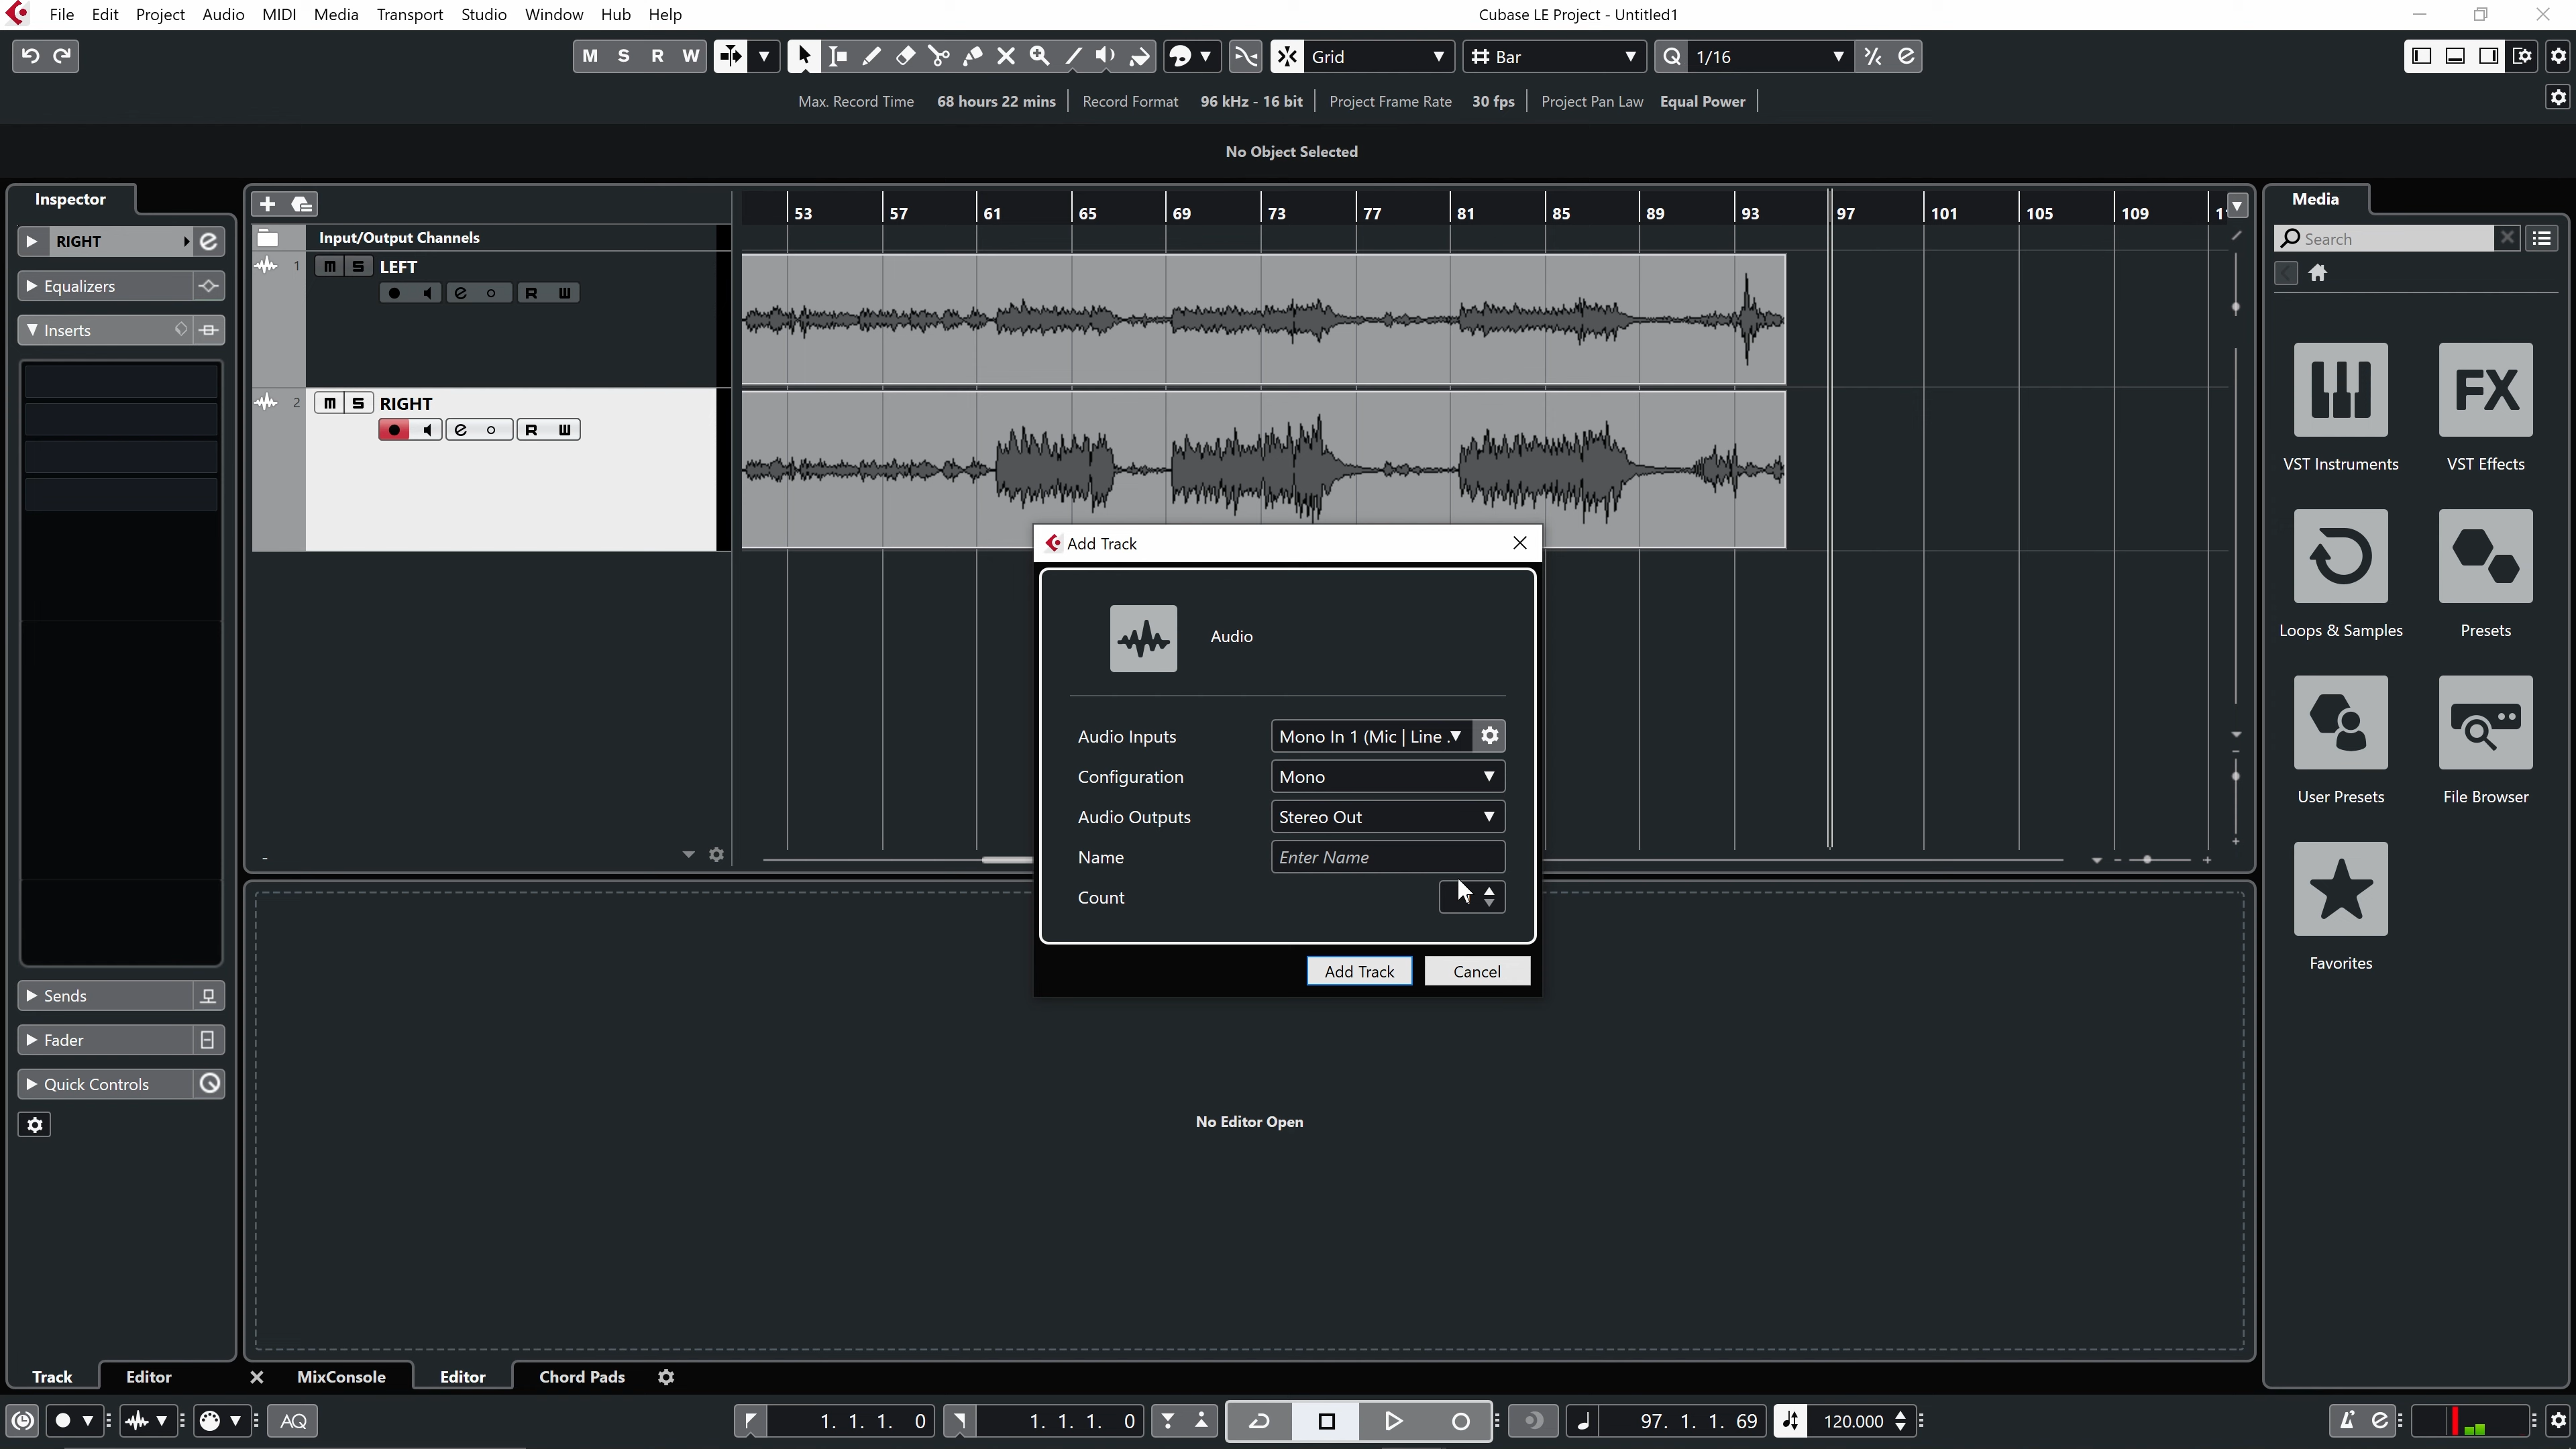 File Edit Project Audio MIDI Media Transport Studio Window Hub Help
Cubase LE Project - Untitled1
M S R W
Grid
Bar
Q 1/16
Max. Record Time 68 hours 22 mins
Record Format 96 kHz - 16 bit
Project Frame Rate 30 fps
Project Pan Law Equal Power
No Object Selected
Inspector
RIGHT
Equalizers
Inserts
Sends
Fader
Quick Controls
Input/Output Channels
1 m S LEFT
R W
2 m S RIGHT
R W
53 57 61 65 69 73 77 81 85 89 93 97 101 105 109
Add Track
Audio
Audio Inputs Mono In 1 (Mic | Line .
Configuration Mono
Audio Outputs Stereo Out
Name Enter Name
Count
Add Track Cancel
No Editor Open
Media
Search
VST Instruments
FX
VST Effects
Loops & Samples
Presets
User Presets
File Browser
Favorites
Track Editor
MixConsole Editor Chord Pads
AQ
1. 1. 1. 0
1. 1. 1. 0
97. 1. 1. 69
120.000